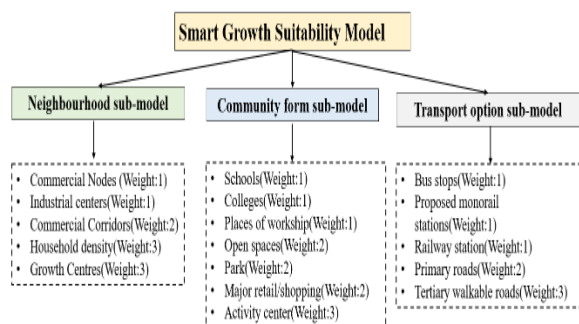 Smart Growth Suitability Model
Neighbourhood sub-model
Community form sub-model
Transport option sub-model
• Commercial Nodes (Weight:1)
• Industrial centers(Weight:1)
• Commercial Corridors(Weight:2)
• Household density(Weight:3)
• Growth Centres(Weight:3)
• Schools(Weight:1)
• Colleges(Weight:1)
• Places of workship(Weight:1)
• Open spaces(Weight:2)
• Park(Weight:2)
• Major retail/shopping(Weight:2)
• Activity center(Weight:3)
• Bus stops(Weight:1)
• Proposed monorail
stations(Weight:1)
• Railway station(Weight:1)
• Primary roads(Weight:2)
• Tertiary walkable roads(Weight:3)